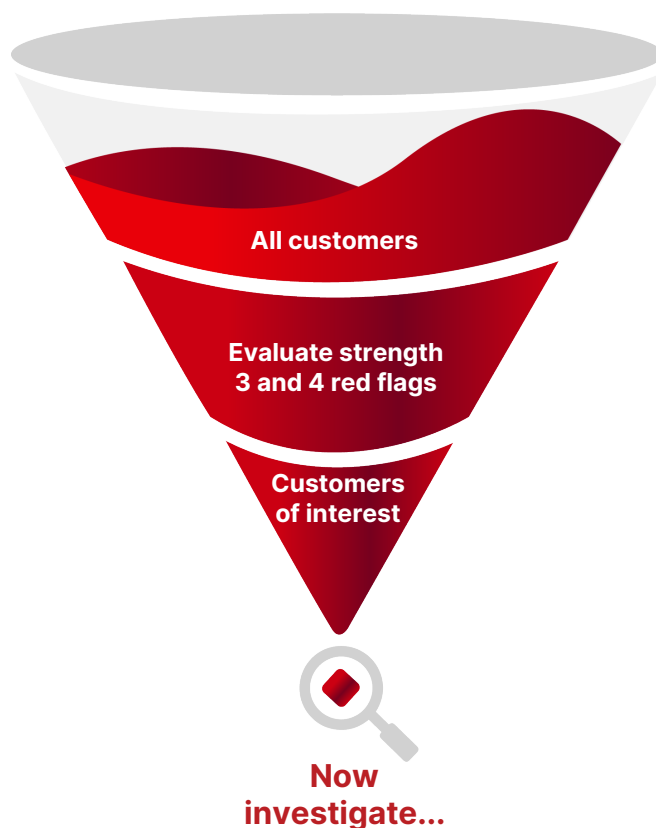 All customers
Evaluate strength
3 and 4 red flags
Customers
of interest
Now
investigate...